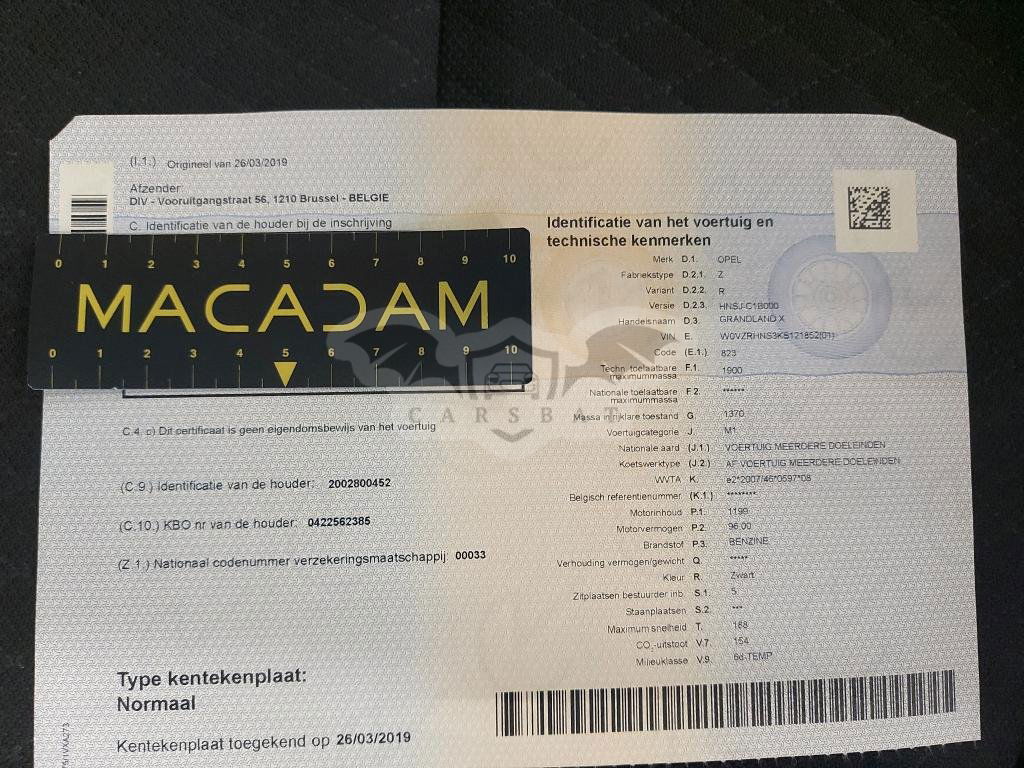 (I.1.) Origineel van 26/03/2019
Afzender:
DIV - Vooruitgangstraat 56, 1210 Brussel - BELGIE
C. Identificatie van de houder bij de inschrijving
0 1 2 3 4 5 6 7 8 9 10
MACADAM
0 1 2 3 4 5 6 7 8 9 10
CARSBAT
C.4. c) Dit certificaat is geen eigendomsbewijs van het voertuig
(C.9.) Identificatie van de houder: 2002800452
(C.10.) KBO nr van de houder: 0422562385
(Z.1.) Nationaal codenummer verzekeringsmaatschappij: 00033
Type kentekenplaat:
Normaal
Kentekenplaat toegekend op 26/03/2019
Identificatie van het voertuig en
technische kenmerken
Merk D.1. OPEL
Fabriekstype D.2.1. Z
Variant D.2.2. R
Versie D.2.3. HNSJ-C1B000
Handelsnaam D.3. GRANDLAND X
VIN E. W0VZRHNS3KS121852(01)
Code (E.1.) 823
Techn. toelaatbare
maximummassa F.1. 1900
Nationale toelaatbare
maximummassa F.2. ******
Massa in rijklare toestand G. 1370
Voertuigcategorie J. M1
Nationale aard (J.1.) VOERTUIG MEERDERE DOELEINDEN
Koetswerktype (J.2.) AF VOERTUIG MEERDERE DOELEINDEN
WVTA K. e2*2007/46*0597*08
Belgisch referentienummer (K.1.) ********
Motorinhoud P.1. 1199
Motorvermogen P.2. 96.00
Brandstof P.3. BENZINE
Verhouding vermogen/gewicht Q. *****
Kleur R. Zwart
Zitplaatsen bestuurder inb. S.1. 5
Staanplaatsen S.2. ***
Maximum snelheid T. 188
CO2-uitstoot V.7. 154
Milieuklasse V.9. 6d-TEMP